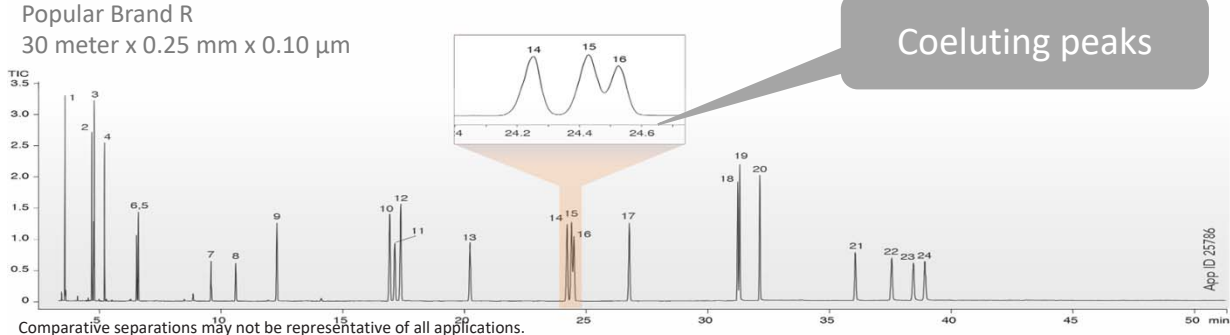 Popular Brand R
30 meter x 0.25 mm x 0.10 µm
Coeluting peaks
14 15 16
4 24.2 24.4 24.6
TIC
3.5
3.0
2.5
2.0
1.5
1.0
0.5
0
1 2 3 4 6,5 7 8 9 10 11 12 13 14 15 16 17 18 19 20 21 22 23 24
5 10 15 20 25 30 35 40 45 50 min
App ID 25786
Comparative separations may not be representative of all applications.